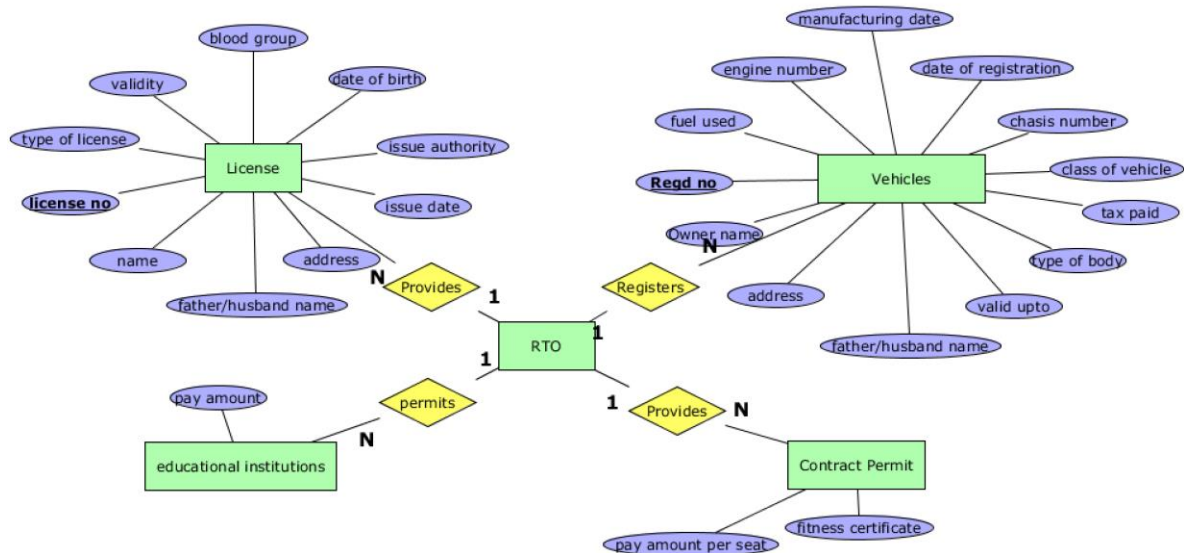 manufacturing date
blood group
engine number
date of registration
validity
date of birth
fuel used
chasis number
type of license
issue authority
License
Vehicles
class of vehicle
Regd no
license no
issue date
tax paid
Owner name
N
name
address
type of body
N
Provides
Registers
address
valid upto
father/husband name
1
1
RTO
father/husband name
1
pay amount
permits
1
Provides
N
N
educational institutions
Contract Permit
fitness certificate
pay amount per seat